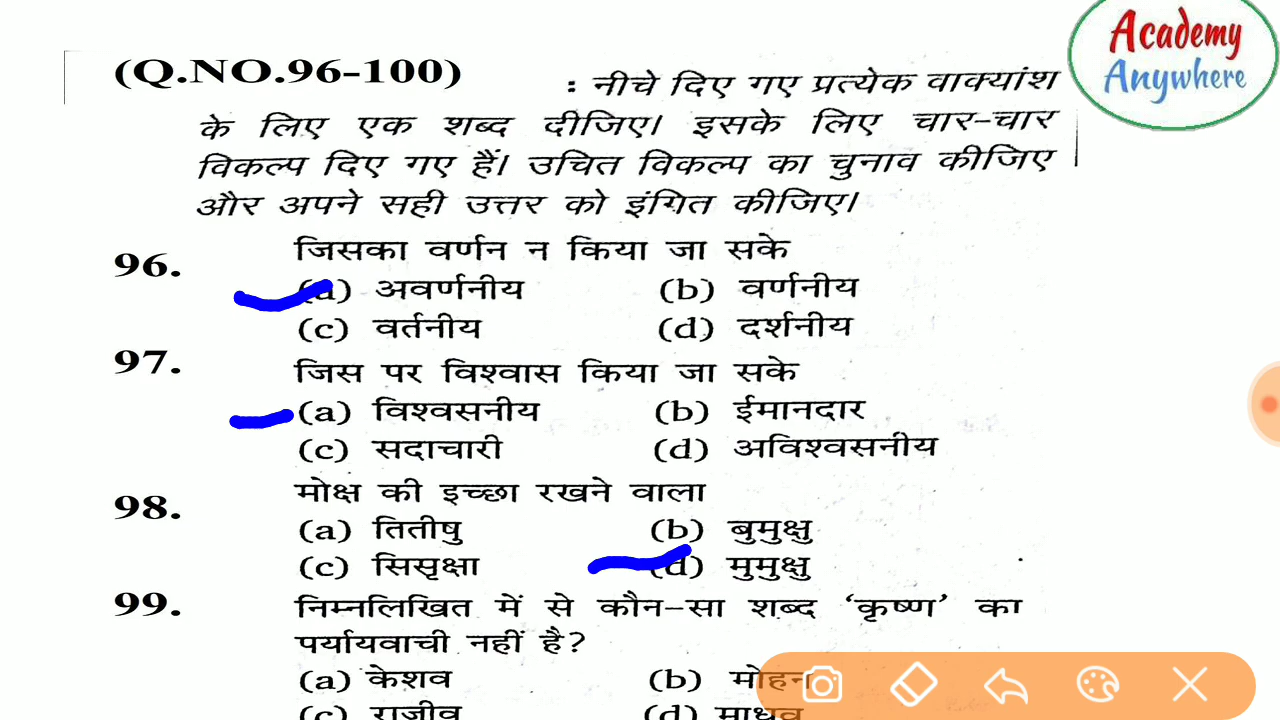 Academy
Anywhere
(Q.NO.96-100)
: नीचे दिए गए प्रत्येक वाक्यांश
के लिए एक शब्द दीजिए। इसके लिए चार-चार
विकल्प दिए गए हैं। उचित विकल्प का चुनाव कीजिए
और अपने सही उत्तर को इंगित कीजिए।
96. जिसका वर्णन न किया जा सके
(a) अवर्णनीय (b) वर्णनीय
(c) वर्तनीय (d) दर्शनीय
97. जिस पर विश्वास किया जा सके
(a) विश्वसनीय (b) ईमानदार
(c) सदाचारी (d) अविश्वसनीय
98. मोक्ष की इच्छा रखने वाला
(a) तितीषु (b) बुमुक्षु
(c) सिसृक्षा (d) मुमुक्षु
99. निम्नलिखित में से कौन-सा शब्द ‘कृष्ण’ का
पर्यायवाची नहीं है?
(a) केशव (b) मोहन
(c) राजीव (d) माधव